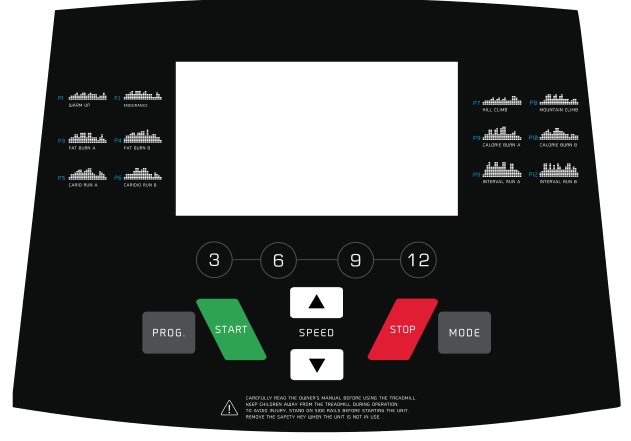 P1 P2
WARM UP ENDURANCE
P3 P4
FAT BURN A FAT BURN B
P5 P6
CARIO RUN A CARIDIO RUN B
P7 P8
HILL CLIMB MOUNTAIN CLIMB
P9 P10
CALORIE BURN A CALORIE BURN B
P11 P12
INTERVAL RUN A INTERVAL RUN B
3 6 9 12
PROG. START SPEED STOP MODE
CAREFULLY READ THE OWNER'S MANUAL BEFORE USING THE TREADMILL
KEEP CHILDREN AWAY FROM THE TREADMILL DURING OPERATION.
TO AVOID INJURY, STAND ON SIDE RAILS BEFORE STARTING THE UNIT.
REMOVE THE SAPETY KEY WHEN THE UNIT IS NOT IN USE.